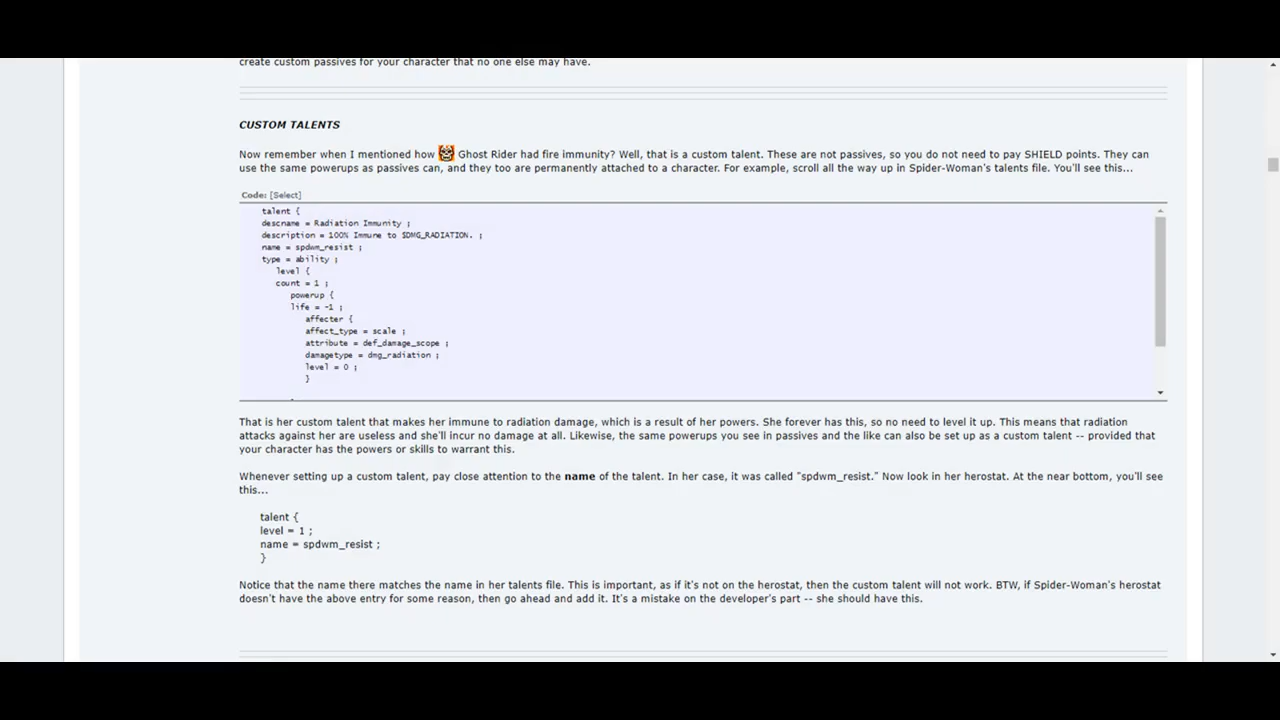 create custom passives for your character that no one else may have.
CUSTOM TALENTS
Now remember when I mentioned how Ghost Rider had fire immunity? Well, that is a custom talent. These are not passives, so you do not need to pay SHIELD points. They can
use the same powerups as passives can, and they too are permanently attached to a character. For example, scroll all the way up in Spider-Woman's talents file. You'll see this...
Code: [Select]
talent {
descname = Radiation Immunity ;
description = 100% Immune to $DMG_RADIATION. ;
name = spdwm_resist ;
type = ability ;
level {
count = 1 ;
powerup {
life = -1 ;
affecter {
affect_type = scale ;
attribute = def_damage_scope ;
damagetype = dmg_radiation ;
level = 0 ;
}
That is her custom talent that makes her immune to radiation damage, which is a result of her powers. She forever has this, so no need to level it up. This means that radiation
attacks against her are useless and she'll incur no damage at all. Likewise, the same powerups you see in passives and the like can also be set up as a custom talent -- provided that
your character has the powers or skills to warrant this.
Whenever setting up a custom talent, pay close attention to the name of the talent. In her case, it was called "spdwm_resist." Now look in her herostat. At the near bottom, you'll see
this...
talent {
level = 1 ;
name = spdwm_resist ;
}
Notice that the name there matches the name in her talents file. This is important, as if it's not on the herostat, then the custom talent will not work. BTW, if Spider-Woman's herostat
doesn't have the above entry for some reason, then go ahead and add it. It's a mistake on the developer's part -- she should have this.